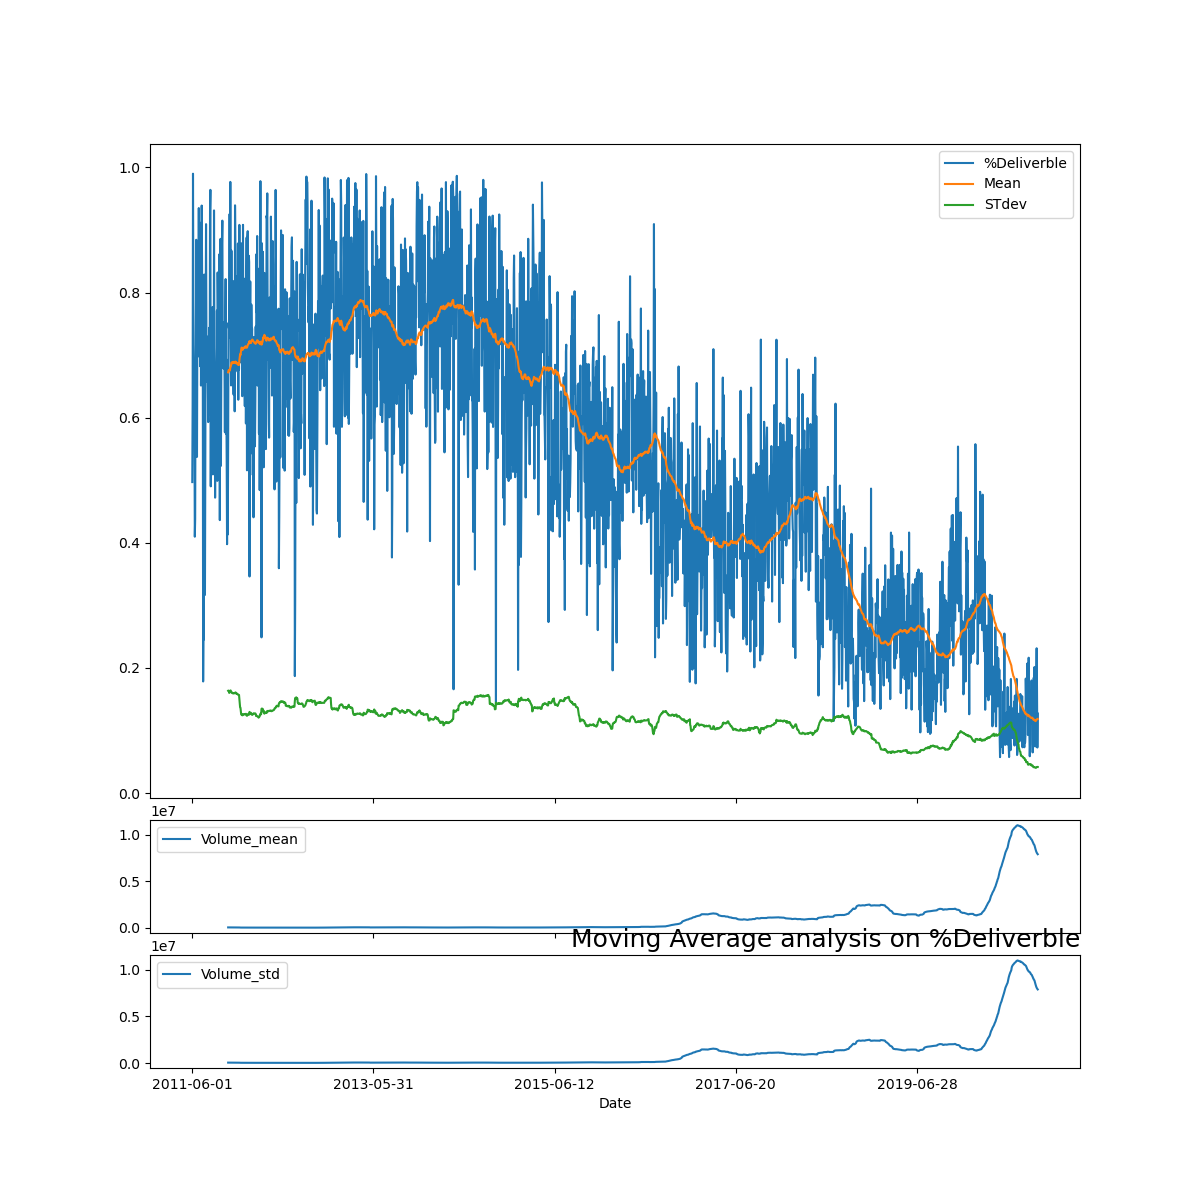 %Deliverble
Mean
STdev
1.0
0.8
0.6
0.4
0.2
0.0
1e7
Volume_mean
1.0
0.5
0.0
Moving Average analysis on %Deliverble
1e7
Volume_std
1.0
0.5
0.0
2011-06-01 2013-05-31 2015-06-12 2017-06-20 2019-06-28
Date